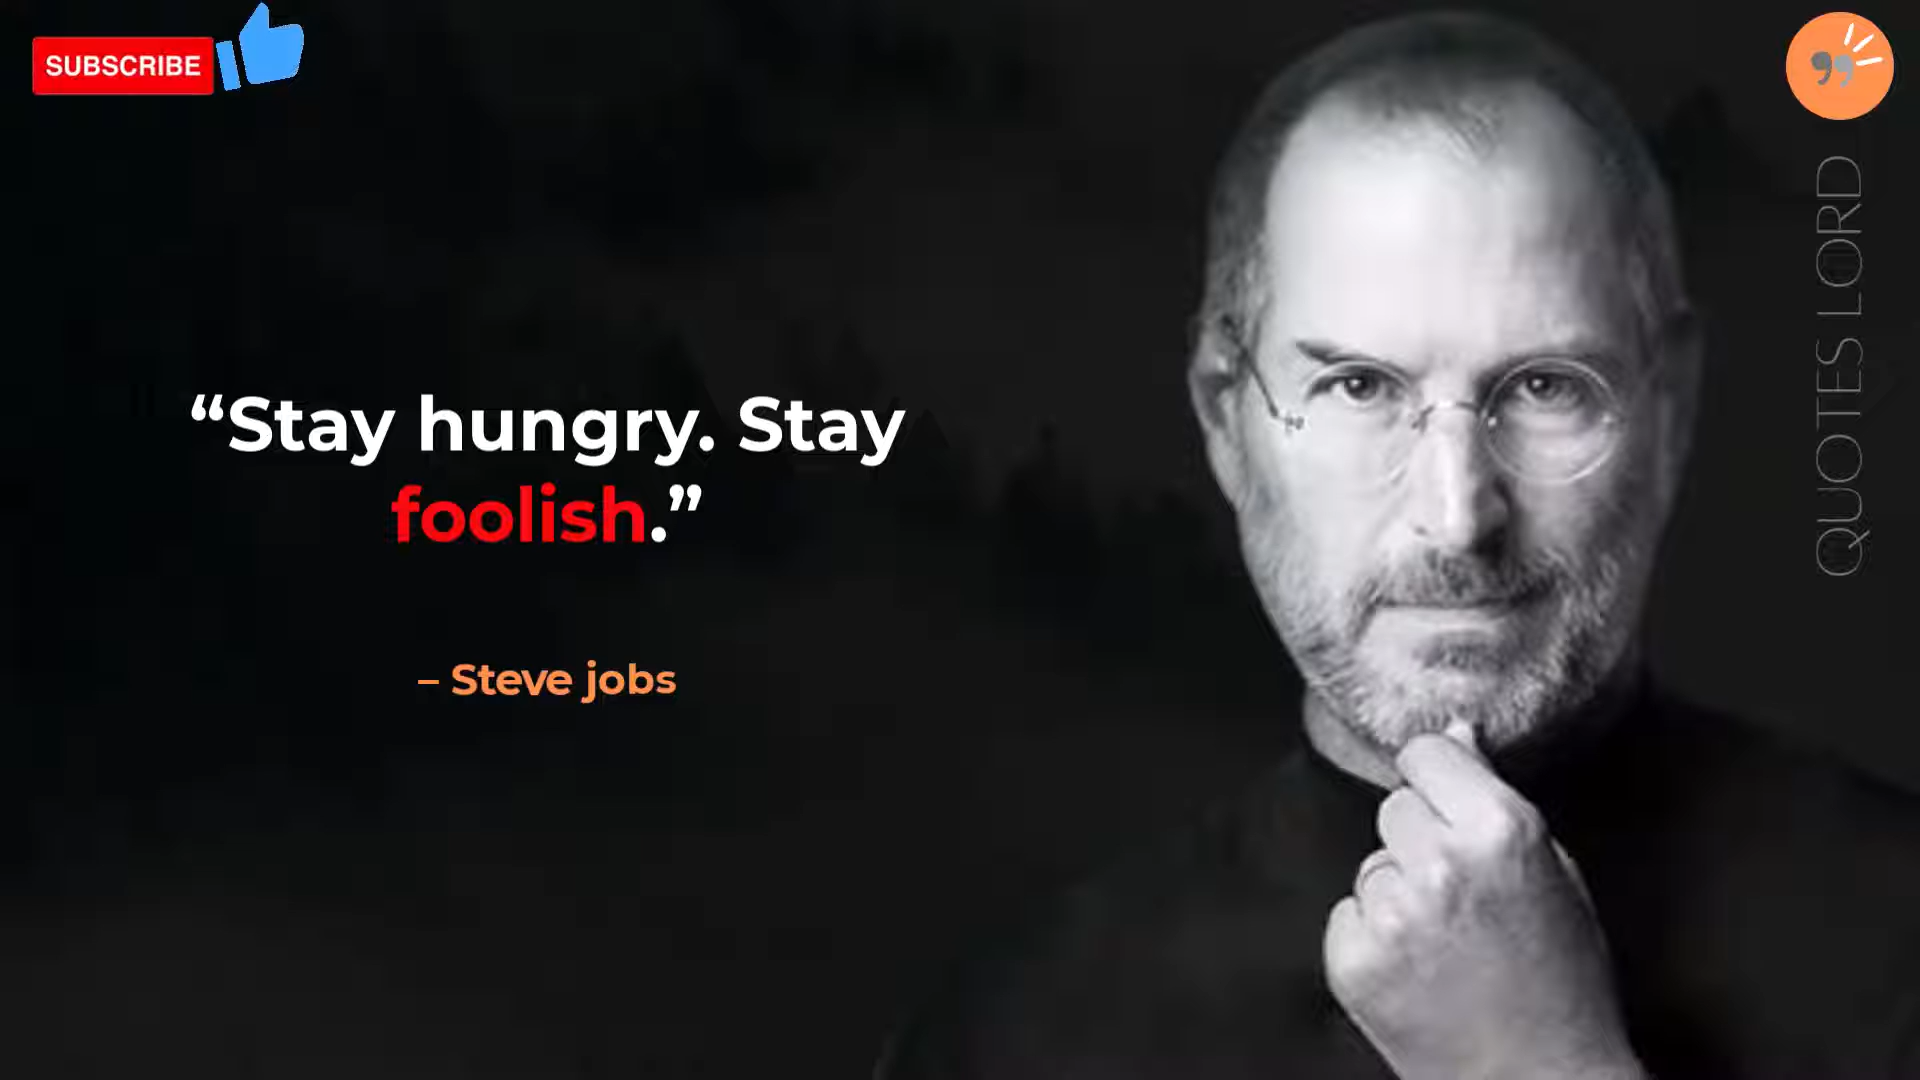 SUBSCRIBE
“Stay hungry. Stay
foolish.”
– Steve jobs
QUOTES LORD